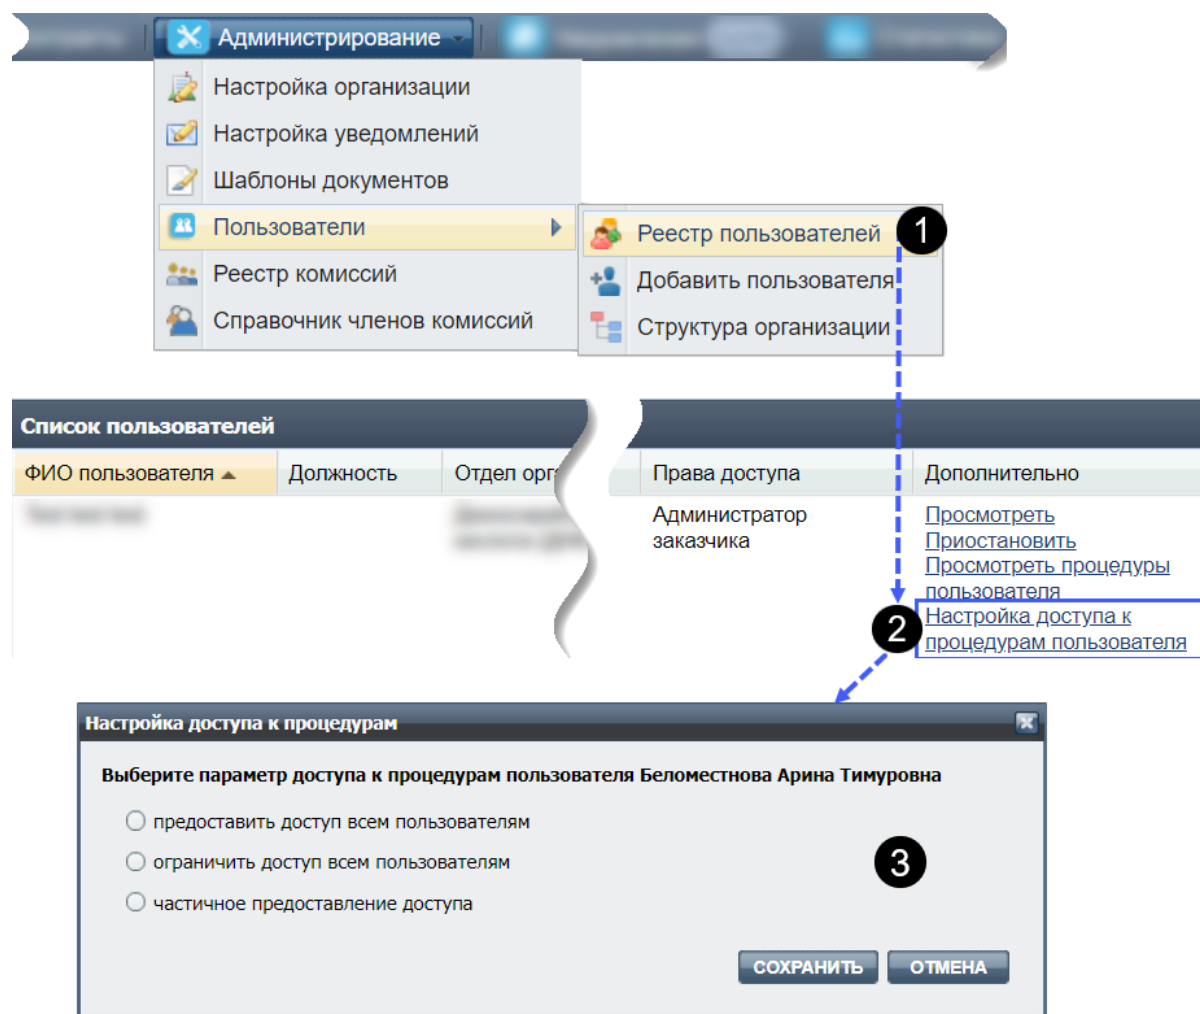 Администрирование
Настройка организации
Настройка уведомлений
Шаблоны документов
Пользователи
Реестр пользователей 1
Реестр комиссий
Добавить пользователя
Справочник членов комиссий
Структура организации
Список пользователей
ФИО пользователя Должность Отдел Права доступа Дополнительно
Администратор
заказчика
Просмотреть
Приостановить
Просмотреть процедуры
пользователя
2 Настройка доступа к
процедурам пользователя
Настройка доступа к процедурам
Выберите параметр доступа к процедурам пользователя Беломестнова Арина Тимуровна
предоставить доступ всем пользователям
ограничить доступ всем пользователям
3
частичное предоставление доступа
СОХРАНИТЬ ОТМЕНА